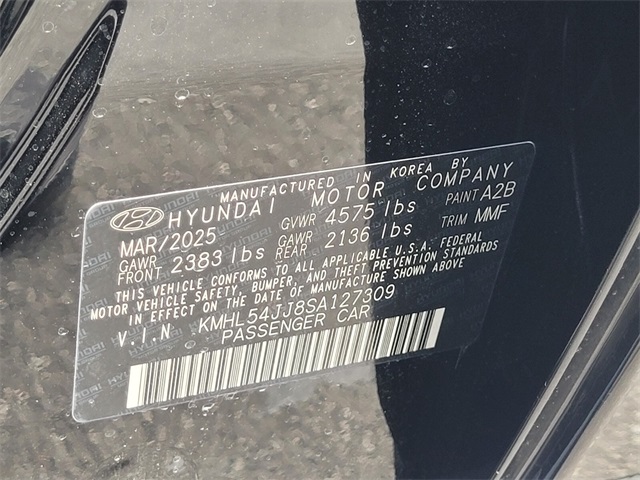 MANUFACTURED IN KOREA BY
HYUNDAI MOTOR COMPANY
MAR/2025 GVWR 4575 lbs PAINT A2B
GAWR FRONT 2383 lbs GAWR REAR 2136 lbs TRIM MMF
THIS VEHICLE CONFORMS TO ALL APPLICABLE U.S.A. FEDERAL
MOTOR VEHICLE SAFETY, BUMPER, AND THEFT PREVENTION STANDARDS
IN EFFECT ON THE DATE OF MANUFACTURE SHOWN ABOVE
V.I.N KMHL54JJ8SA127309
PASSENGER CAR